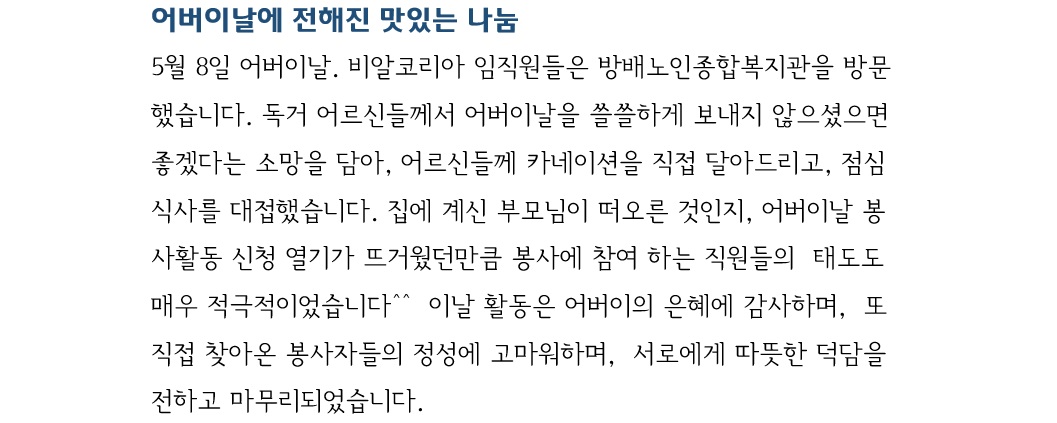 어버이날에 전해진 맛있는 나눔
5월 8일 어버이날. 비알코리아 임직원들은 방배노인종합복지관을 방문
했습니다. 독거 어르신들께서 어버이날을 쓸쓸하게 보내지 않으셨으면
좋겠다는 소망을 담아, 어르신들께 카네이션을 직접 달아드리고, 점심
식사를 대접했습니다. 집에 계신 부모님이 떠오른 것인지, 어버이날 봉
사활동 신청 열기가 뜨거웠던만큼 봉사에 참여 하는 직원들의  태도도
매우 적극적이었습니다^^  이날 활동은 어버이의 은혜에 감사하며,  또
직접 찾아온 봉사자들의 정성에 고마워하며,  서로에게 따뜻한 덕담을
전하고 마무리되었습니다.